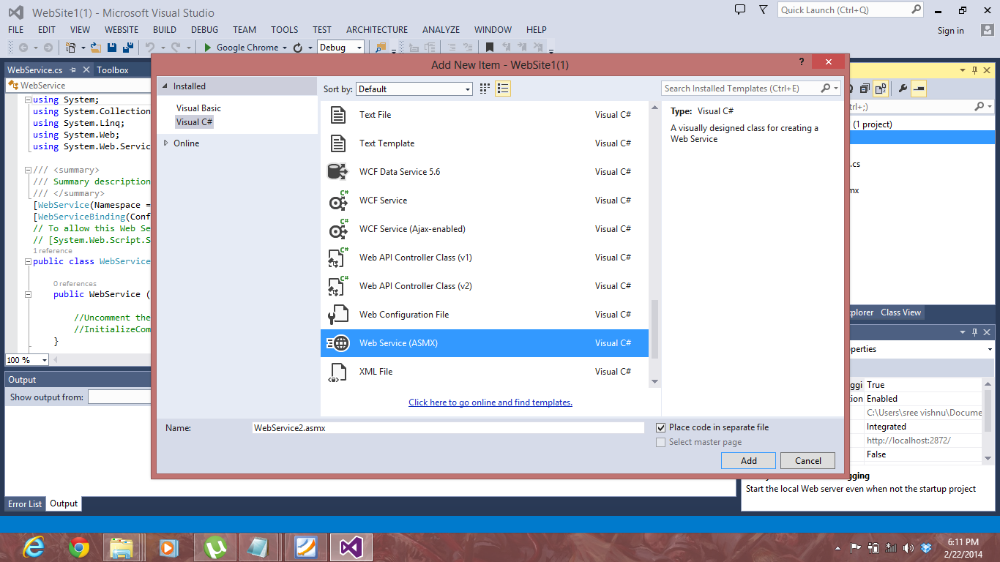 WebSite1(1) - Microsoft Visual Studio
Quick Launch (Ctrl+Q)
FILE EDIT VIEW WEBSITE BUILD DEBUG TEAM TOOLS TEST ARCHITECTURE ANALYZE WINDOW HELP
Sign in
Google Chrome
Debug
WebService.cs
Toolbox
WebService
using System;
using System.Collection
using System.Linq;
using System.Web;
using System.Web.Servic
/// <summary>
/// Summary description
/// </summary>
[WebService(Namespace =
[WebServiceBinding(Conf
// To allow this Web Se
// [System.Web.Script.S
1 reference
public class WebService
0 references
public WebService (
//Uncomment the
//InitializeCom
}
100 %
Output
Show output from:
Error List
Output
Add New Item - WebSite1(1)
?
Installed
Visual Basic
Visual C#
Online
Sort by: Default
Search Installed Templates (Ctrl+E)
Text File Visual C#
Text Template Visual C#
WCF Data Service 5.6 Visual C#
WCF Service Visual C#
WCF Service (Ajax-enabled) Visual C#
Web API Controller Class (v1) Visual C#
Web API Controller Class (v2) Visual C#
Web Configuration File Visual C#
Web Service (ASMX) Visual C#
XML File Visual C#
Click here to go online and find templates.
Type: Visual C#
A visually designed class for creating a
Web Service
Name: WebService2.asmx
Place code in separate file
Select master page
Add
Cancel
trl+;)
(1 project)
.cs
mx
plorer
Class View
perties
ggi True
ion Enabled
C:\Users\sree vishnu\Docume
Integrated
http://localhost:2872/
False
gging
Start the local Web server even when not the startup project
6:11 PM
2/22/2014